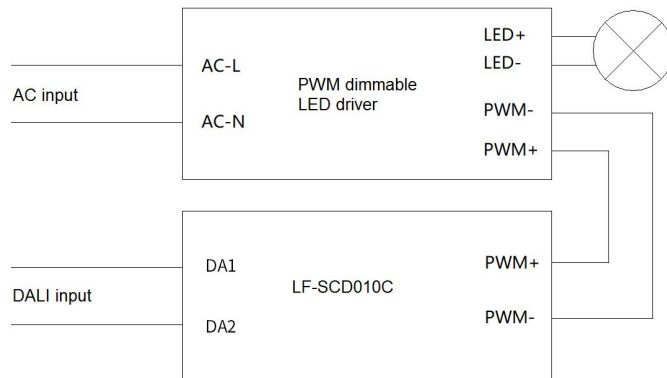 LED+
AC-L
LED-
PWM dimmable
LED driver
AC input
AC-N
PWM-
PWM+
DA1
PWM+
LF-SCD010C
DALI input
DA2
PWM-